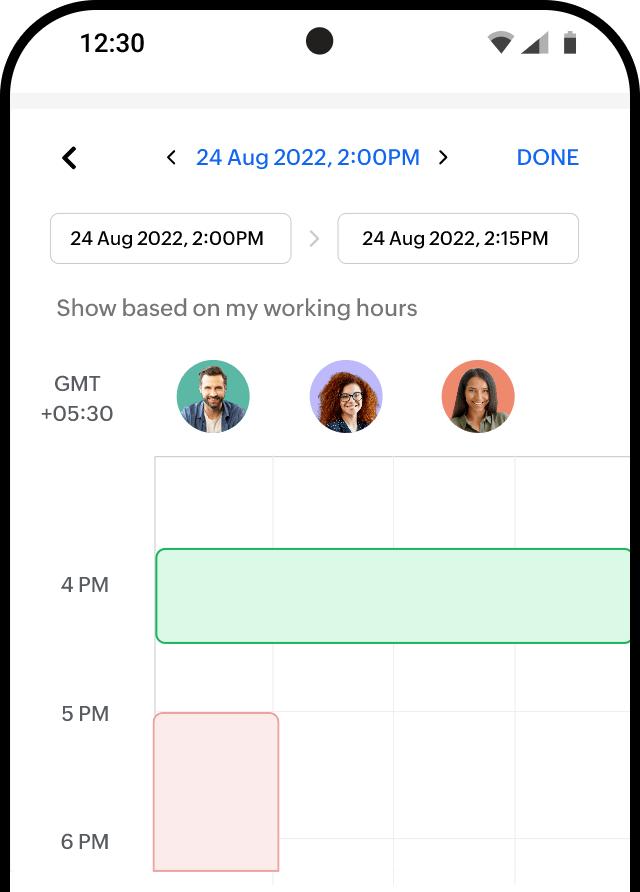 12:30
24 Aug 2022, 2:00PM
DONE
24 Aug 2022, 2:00PM
24 Aug 2022, 2:15PM
Show based on my working hours
GMT
+05:30
4 PM
5 PM
6 PM